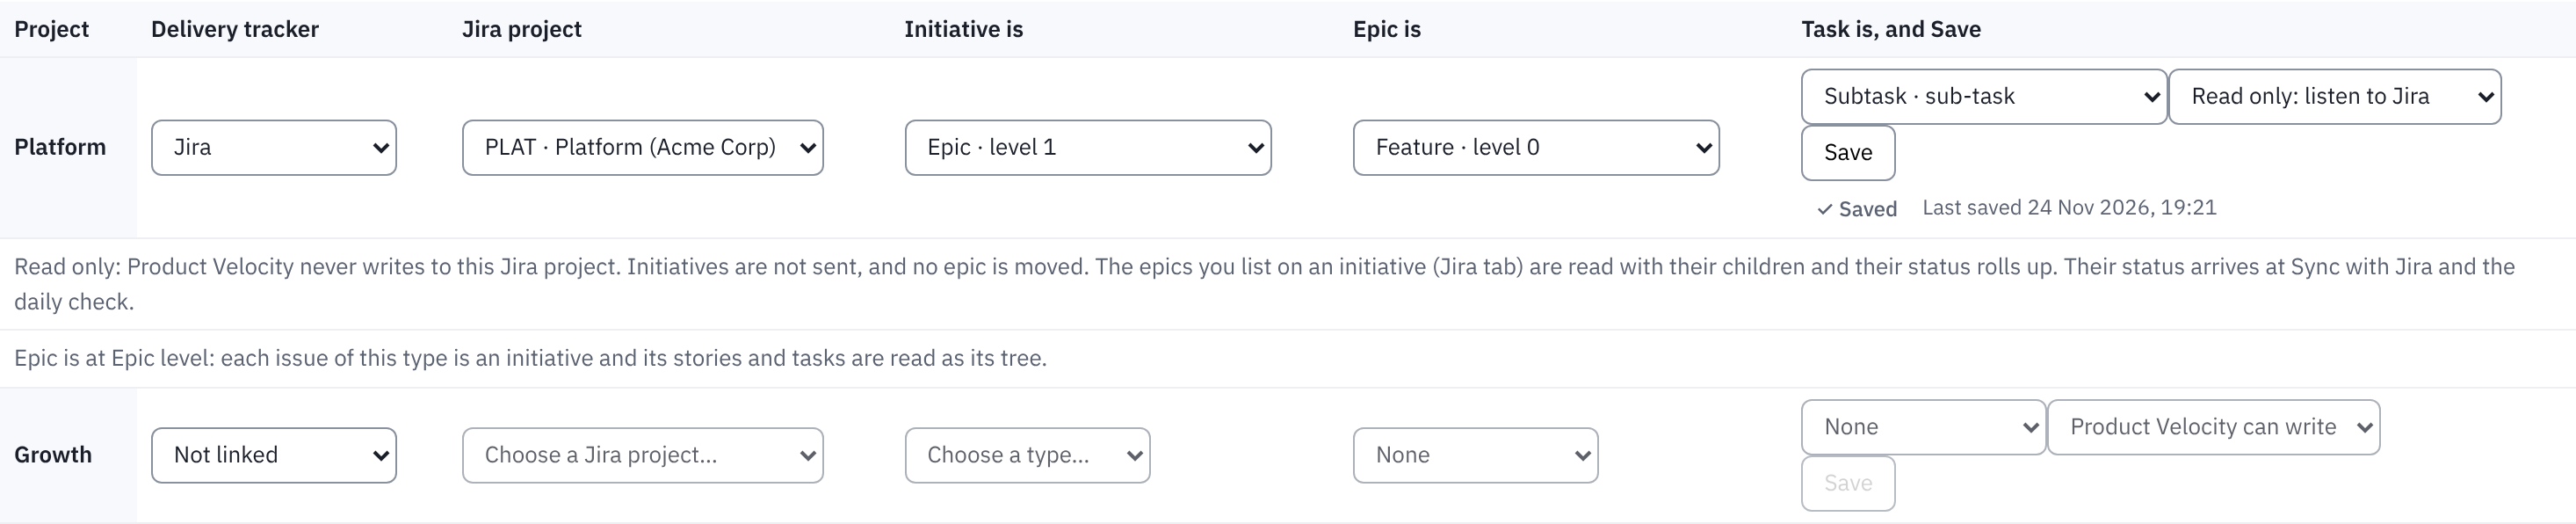 Project Delivery tracker Jira project Initiative is Epic is Task is, and Save
Subtask · sub-task Read only: listen to Jira
Platform Jira PLAT · Platform (Acme Corp) Epic · level 1 Feature · level 0
Save
✓ Saved Last saved 24 Nov 2026, 19:21
Read only: Product Velocity never writes to this Jira project. Initiatives are not sent, and no epic is moved. The epics you list on an initiative (Jira tab) are read with their children and their status rolls up. Their status arrives at Sync with Jira and the
daily check.
Epic is at Epic level: each issue of this type is an initiative and its stories and tasks are read as its tree.
None Product Velocity can write
Growth Not linked Choose a Jira project... Choose a type... None
Save